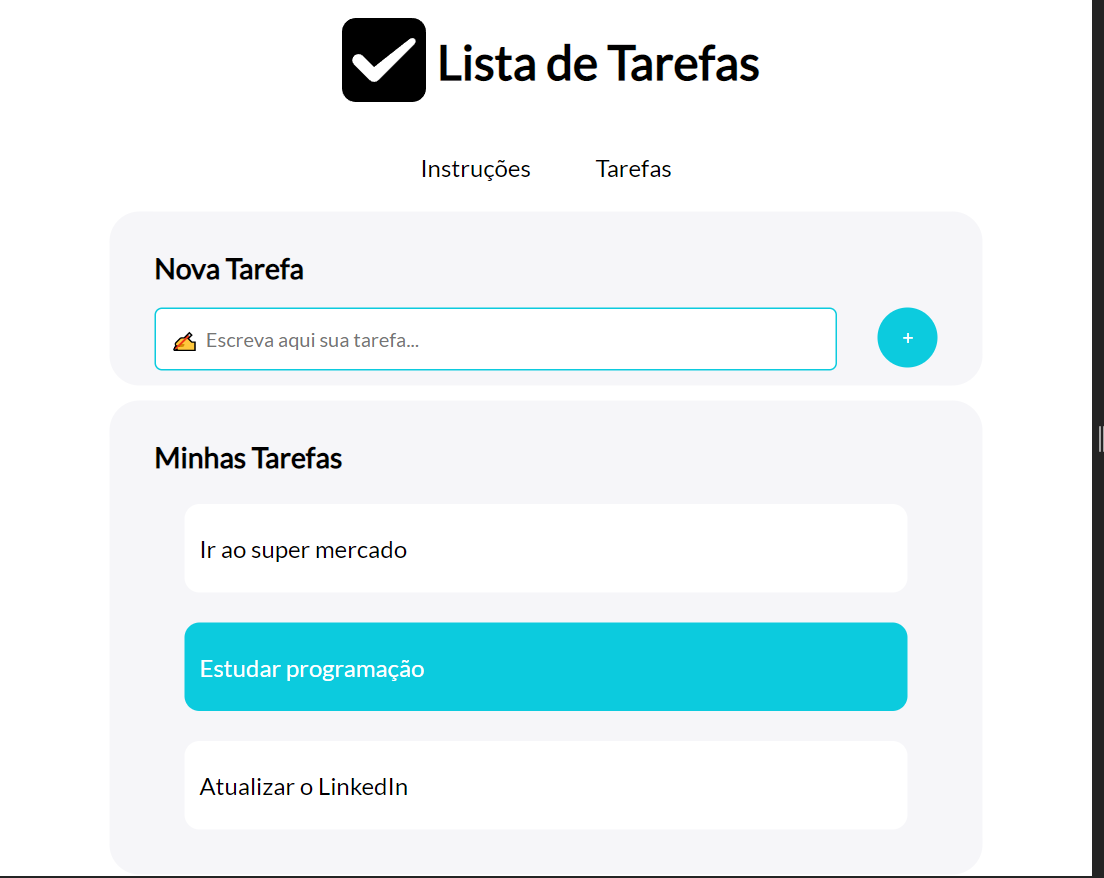 Lista de Tarefas
Instruções Tarefas
Nova Tarefa
✍ Escreva aqui sua tarefa...
+
Minhas Tarefas
Ir ao super mercado
Estudar programação
Atualizar o LinkedIn